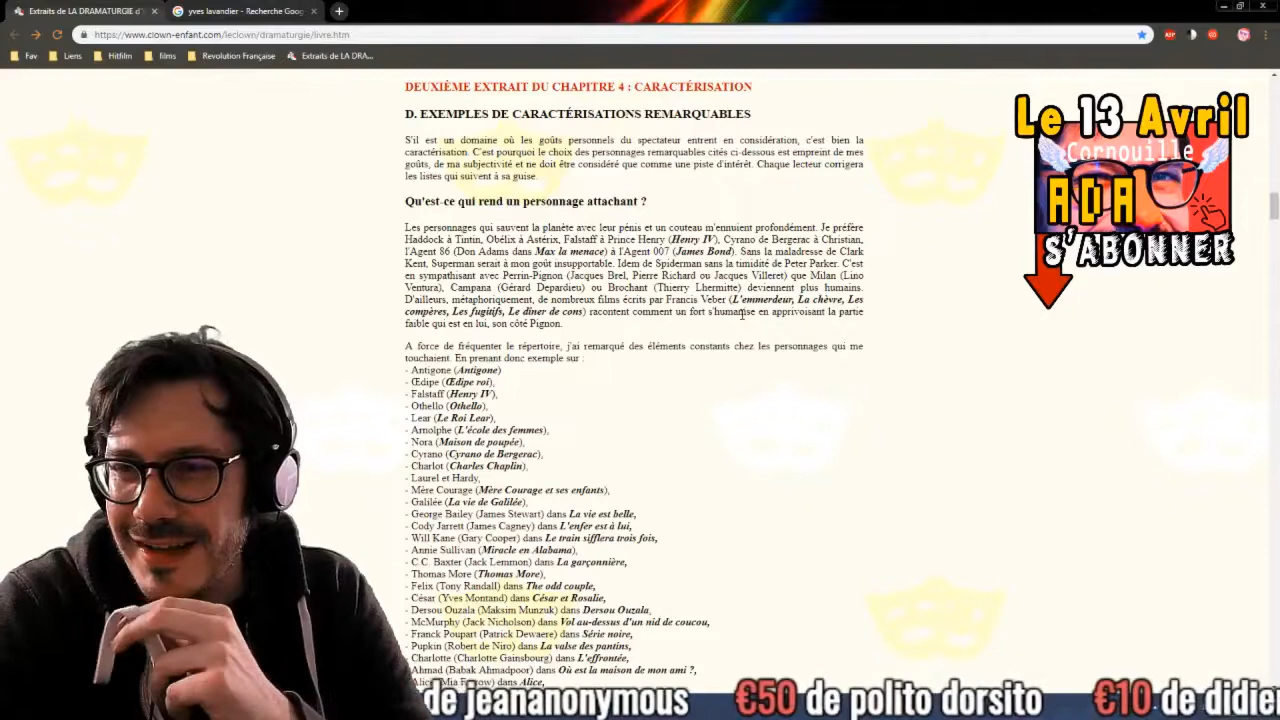 Extraits de LA DRAMATURGIE d'
yves lavandier - Recherche Goog
https://www.clown-enfant.com/leclown/dramaturgie/livre.htm
Fav
Liens
Hitfilm
films
Revolution Française
Extraits de LA DRA...
DEUXIÈME EXTRAIT DU CHAPITRE 4 : CARACTÉRISATION
D. EXEMPLES DE CARACTÉRISATIONS REMARQUABLES
S'il est un domaine où les goûts personnels du spectateur entrent en considération, c'est bien la
caractérisation. C'est pourquoi le choix des personnages remarquables cités ci-dessous est empreint de mes
goûts, de ma subjectivité et ne doit être considéré que comme une piste d'intérêt. Chaque lecteur corrigera
les listes qui suivent à sa guise.
Qu'est-ce qui rend un personnage attachant ?
Les personnages qui sauvent la planète avec leur pénis et un couteau m'ennuient profondément. Je préfère
Haddock à Tintin, Obélix à Astérix, Falstaff à Prince Henry (Henry IV), Cyrano de Bergerac à Christian,
l'Agent 86 (Don Adams dans Max la menace) à l'Agent 007 (James Bond). Sans la maladresse de Clark
Kent, Superman serait à mon goût insupportable. Idem de Spiderman sans la timidité de Peter Parker. C'est
en sympathisant avec Perrin-Pignon (Jacques Brel, Pierre Richard ou Jacques Villeret) que Milan (Lino
Ventura), Campana (Gérard Depardieu) ou Brochant (Thierry Lhermitte) deviennent plus humains.
D'ailleurs, métaphoriquement, de nombreux films écrits par Francis Veber (L'emmerdeur, La chèvre, Les
compères, Les fugitifs, Le dîner de cons) racontent comment un fort s'humanise en apprivoisant la partie
faible qui est en lui, son côté Pignon.
A force de fréquenter le répertoire, j'ai remarqué des éléments constants chez les personnages qui me
touchaient. En prenant donc exemple sur :
- Antigone (Antigone)
- Œdipe (Œdipe roi),
- Falstaff (Henry IV),
- Othello (Othello),
- Lear (Le Roi Lear),
- Arnolphe (L'école des femmes),
- Nora (Maison de poupée),
- Cyrano (Cyrano de Bergerac),
- Charlot (Charles Chaplin),
- Laurel et Hardy,
- Mère Courage (Mère Courage et ses enfants),
- Galilée (La vie de Galilée),
- George Bailey (James Stewart) dans La vie est belle,
- Cody Jarrett (James Cagney) dans L'enfer est à lui,
- Will Kane (Gary Cooper) dans Le train sifflera trois fois,
- Annie Sullivan (Miracle en Alabama),
- C.C. Baxter (Jack Lemmon) dans La garçonnière,
- Thomas More (Thomas More),
- Felix (Tony Randall) dans The odd couple,
- César (Yves Montand) dans César et Rosalie,
- Dersou Ouzala (Maksim Munzuk) dans Dersou Ouzala,
- McMurphy (Jack Nicholson) dans Vol au-dessus d'un nid de coucou,
- Franck Poupart (Patrick Dewaere) dans Série noire,
- Pupkin (Robert de Niro) dans La valse des pantins,
- Charlotte (Charlotte Gainsbourg) dans L'effrontée,
- Ahmad (Babak Ahmadpoor) dans Où est la maison de mon ami ?,
- Alice (Mia Farrow) dans Alice,
Le 13 Avril
Cornouille
ADA
S'ABONNER
de jeananonymous €50 de polito dorsito €10 de didie